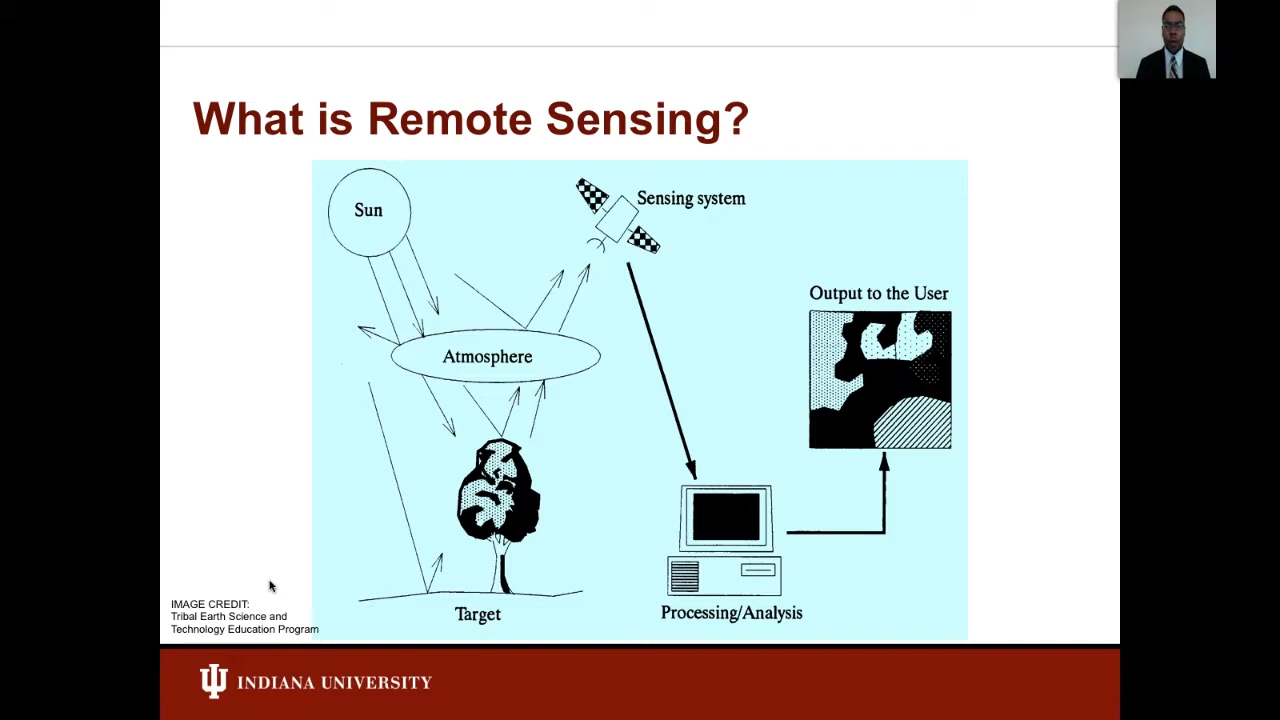 What is Remote Sensing?
Sun
Sensing system
Output to the User
Atmosphere
IMAGE CREDIT:
Tribal Earth Science and
Technology Education Program
Target
Processing/Analysis
INDIANA UNIVERSITY